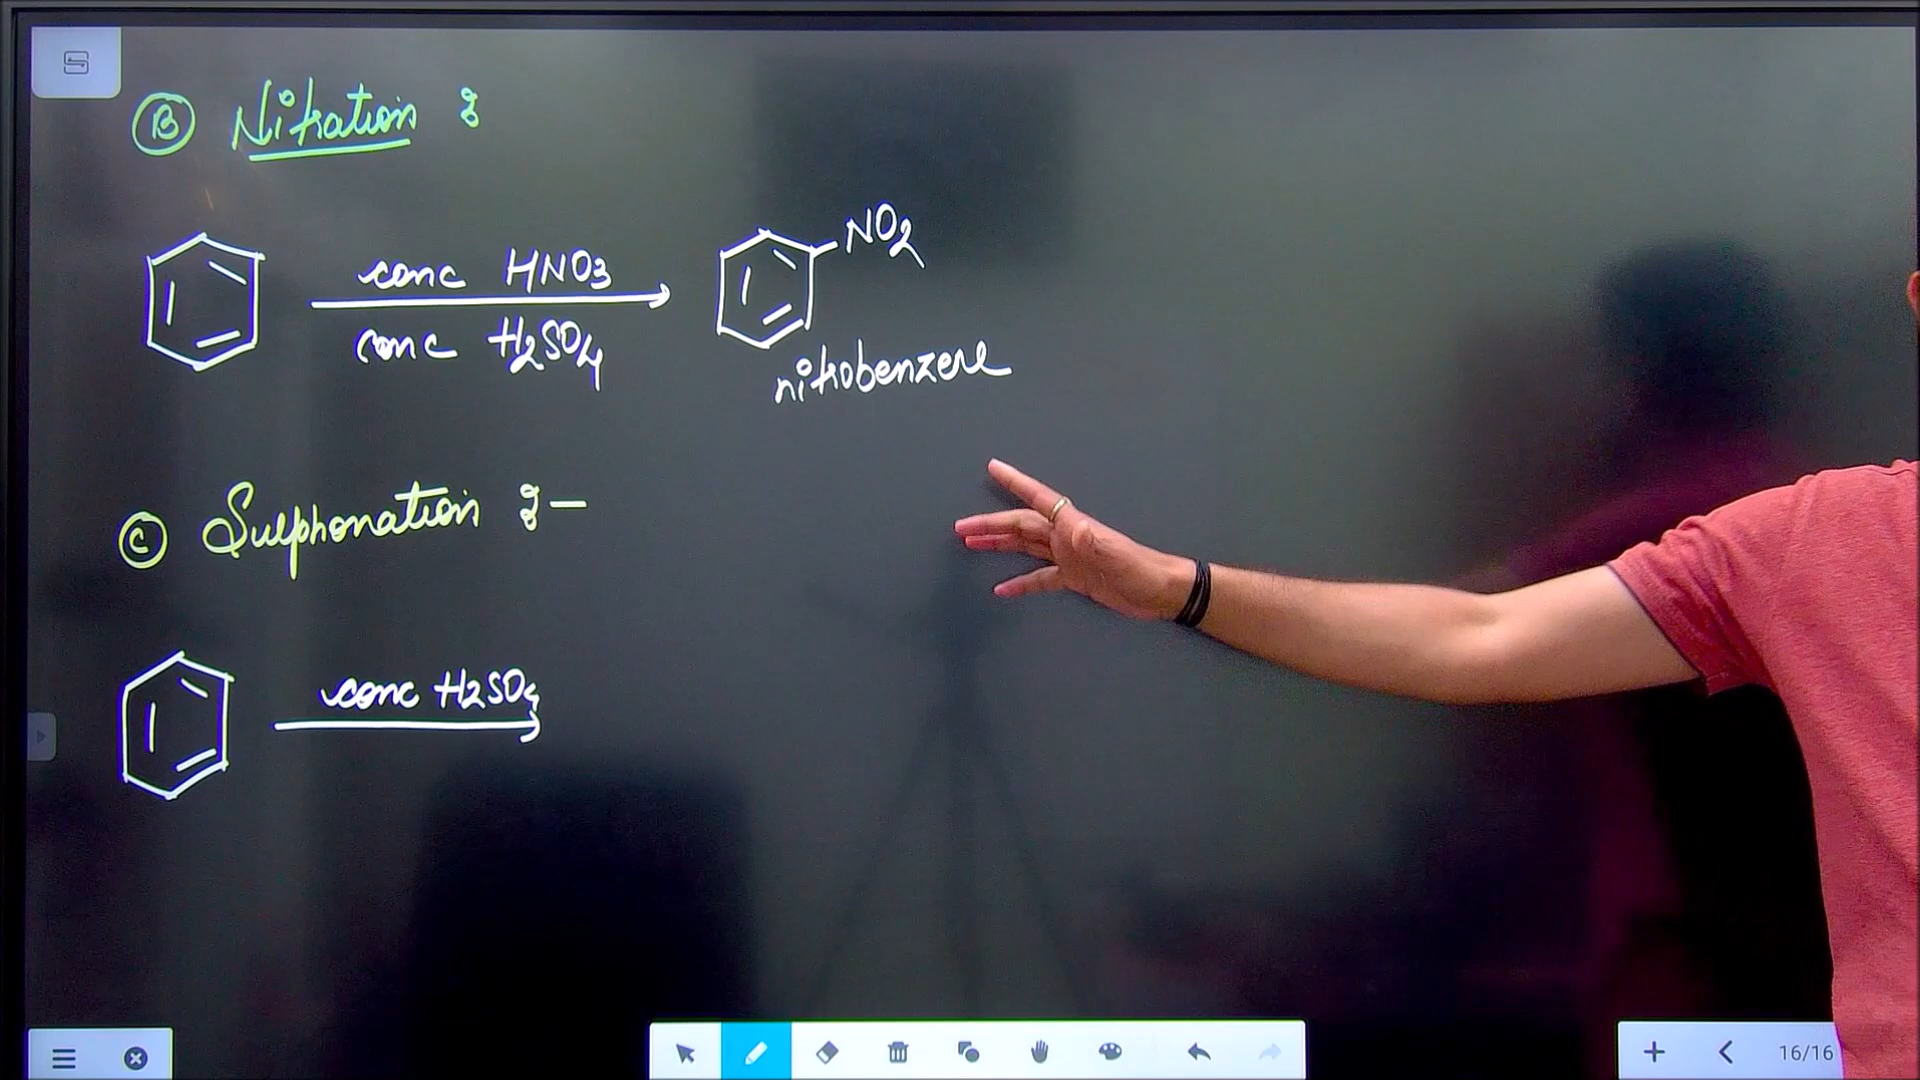 B Nitration :
conc HNO3
conc H2SO4
NO2
nitrobenzene
C Sulphonation :-
conc H2SO4
16/16